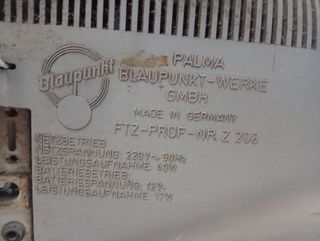 Blaupunkt
PALMA
BLAUPUNKT-WERKE
GMBH
MADE IN GERMANY
FTZ-PRÜF-NR. Z 206
NETZBETRIEB
NETZSPANNUNG: 220V~ 50Hz
LEISTUNGSAUFNAHME: 40W
BATTERIEBETRIEB:
BATTERIESPANNUNG: 12V-
LEISTUNGSAUFNAHME: 17W